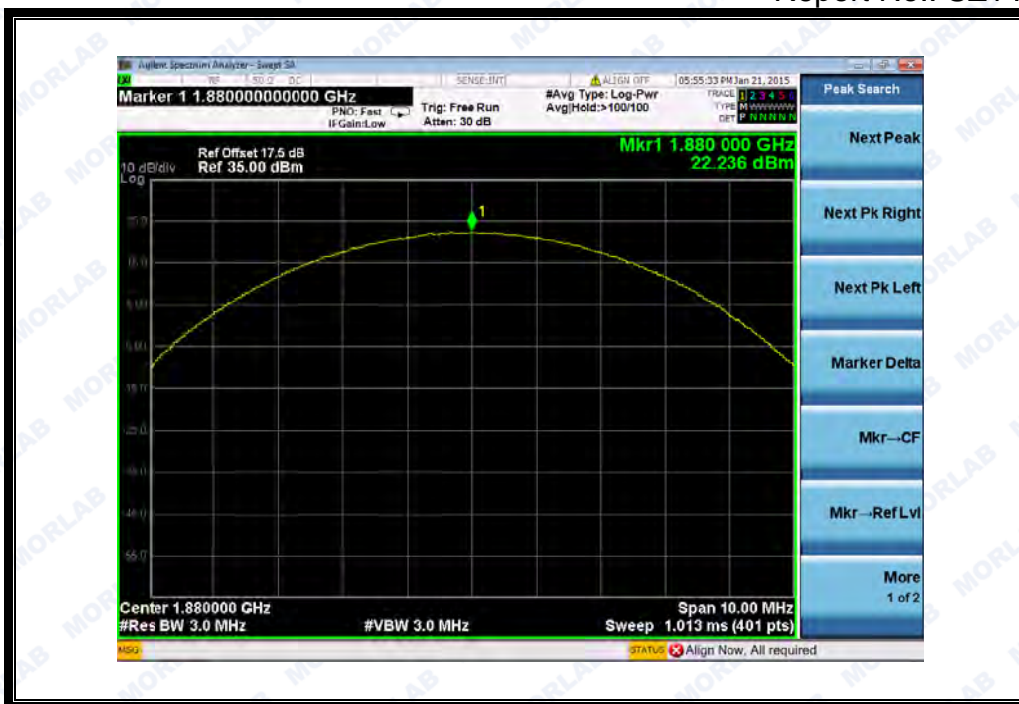 Agilent Spectrum Analyzer - Swept SA
RF 50 Ω DC SENSE:INT ALIGN OFF 05:55:33 PM Jan 21, 2015
Marker 1 1.880000000000 GHz
PNO: Fast
IFGain:Low
Trig: Free Run
Atten: 30 dB
#Avg Type: Log-Pwr
Avg|Hold:>100/100
TRACE 1 2 3 4 5 6
TYPE M
DET P N N N N N
Ref Offset 17.5 dB
10 dB/div Ref 35.00 dBm
Log
Mkr1 1.880 000 GHz
22.236 dBm
1
Center 1.880000 GHz
Span 10.00 MHz
#Res BW 3.0 MHz
#VBW 3.0 MHz
Sweep 1.013 ms (401 pts)
MSG
STATUS Align Now, All required
Peak Search
Next Peak
Next Pk Right
Next Pk Left
Marker Delta
Mkr→CF
Mkr→Ref Lvl
More
1 of 2
MORLAB